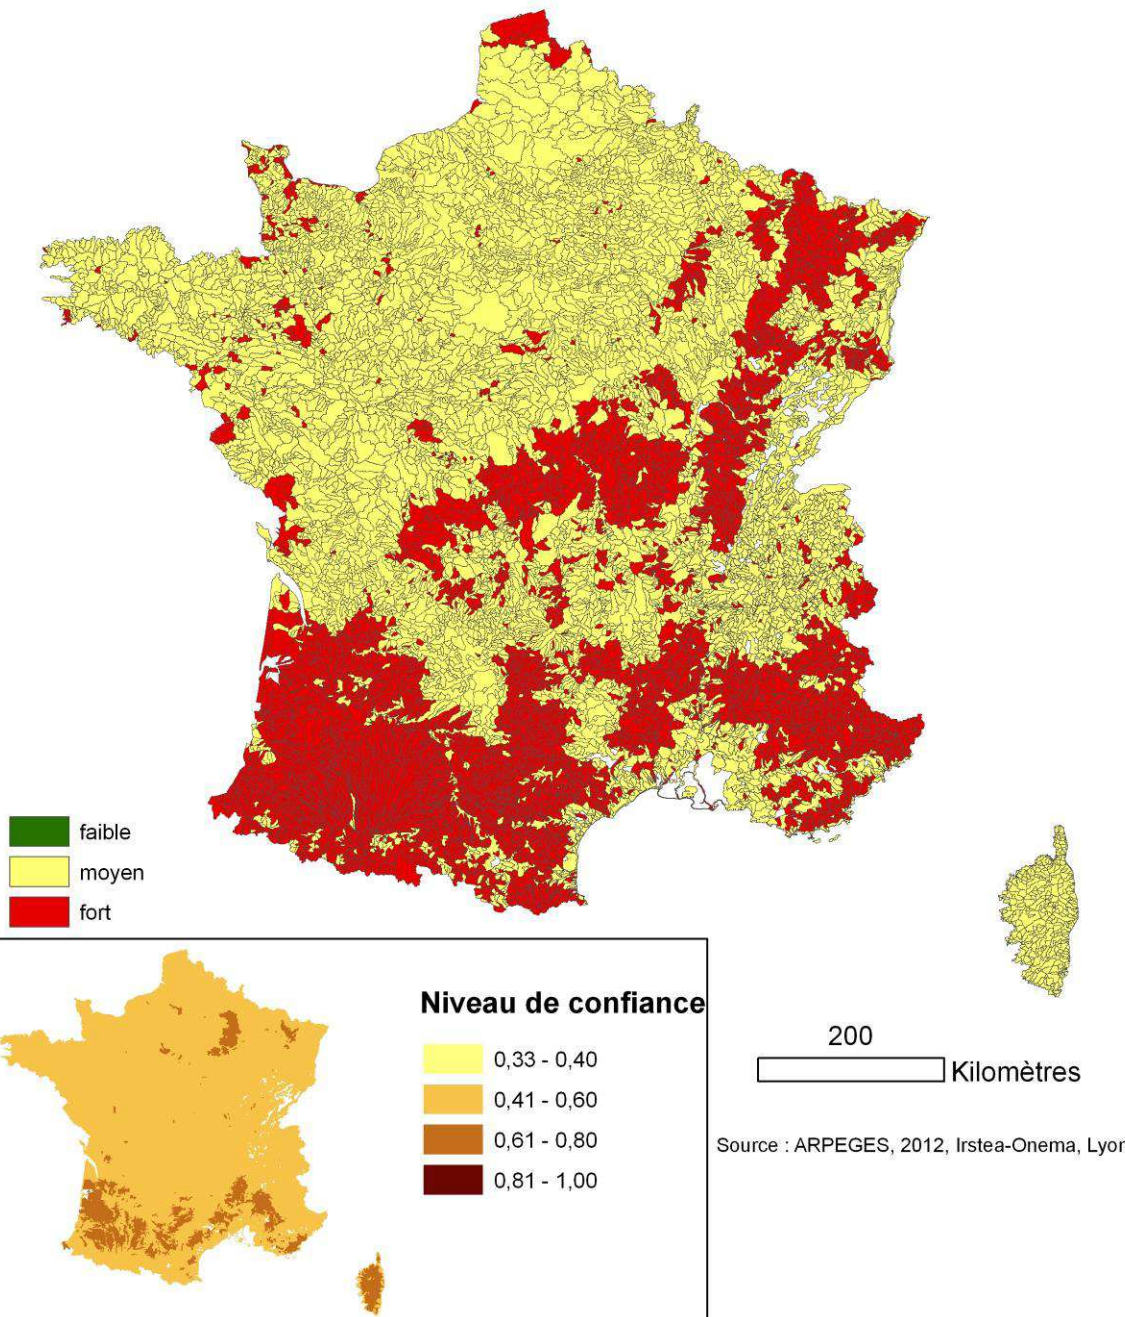 faible
moyen
fort
Niveau de confiance
0,33 - 0,40
0,41 - 0,60
0,61 - 0,80
0,81 - 1,00
200
Kilomètres
Source : ARPEGES, 2012, Irstea-Onema, Lyor